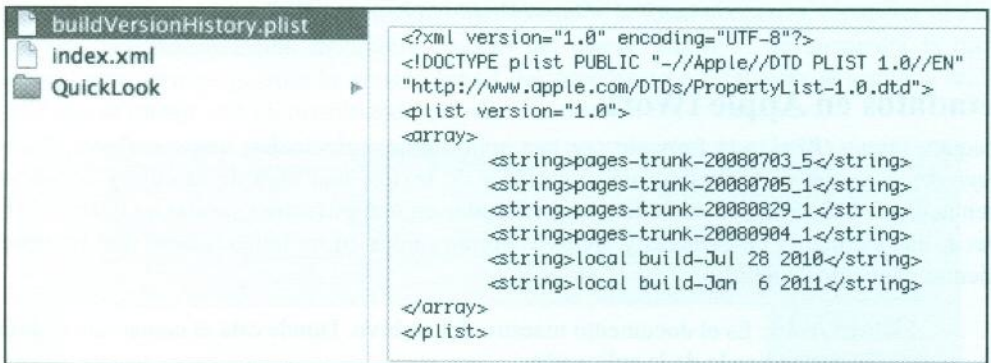 buildVersionHistory.plist
index.xml
QuickLook
<?xml version="1.0" encoding="UTF-8"?>
<!DOCTYPE plist PUBLIC "-//Apple//DTD PLIST 1.0//EN"
"http://www.apple.com/DTDs/PropertyList-1.0.dtd">
<plist version="1.0">
<array>
<string>pages-trunk-20080703_5</string>
<string>pages-trunk-20080705_1</string>
<string>pages-trunk-20080829_1</string>
<string>pages-trunk-20080904_1</string>
<string>local build-Jul 28 2010</string>
<string>local build-Jan  6 2011</string>
</array>
</plist>